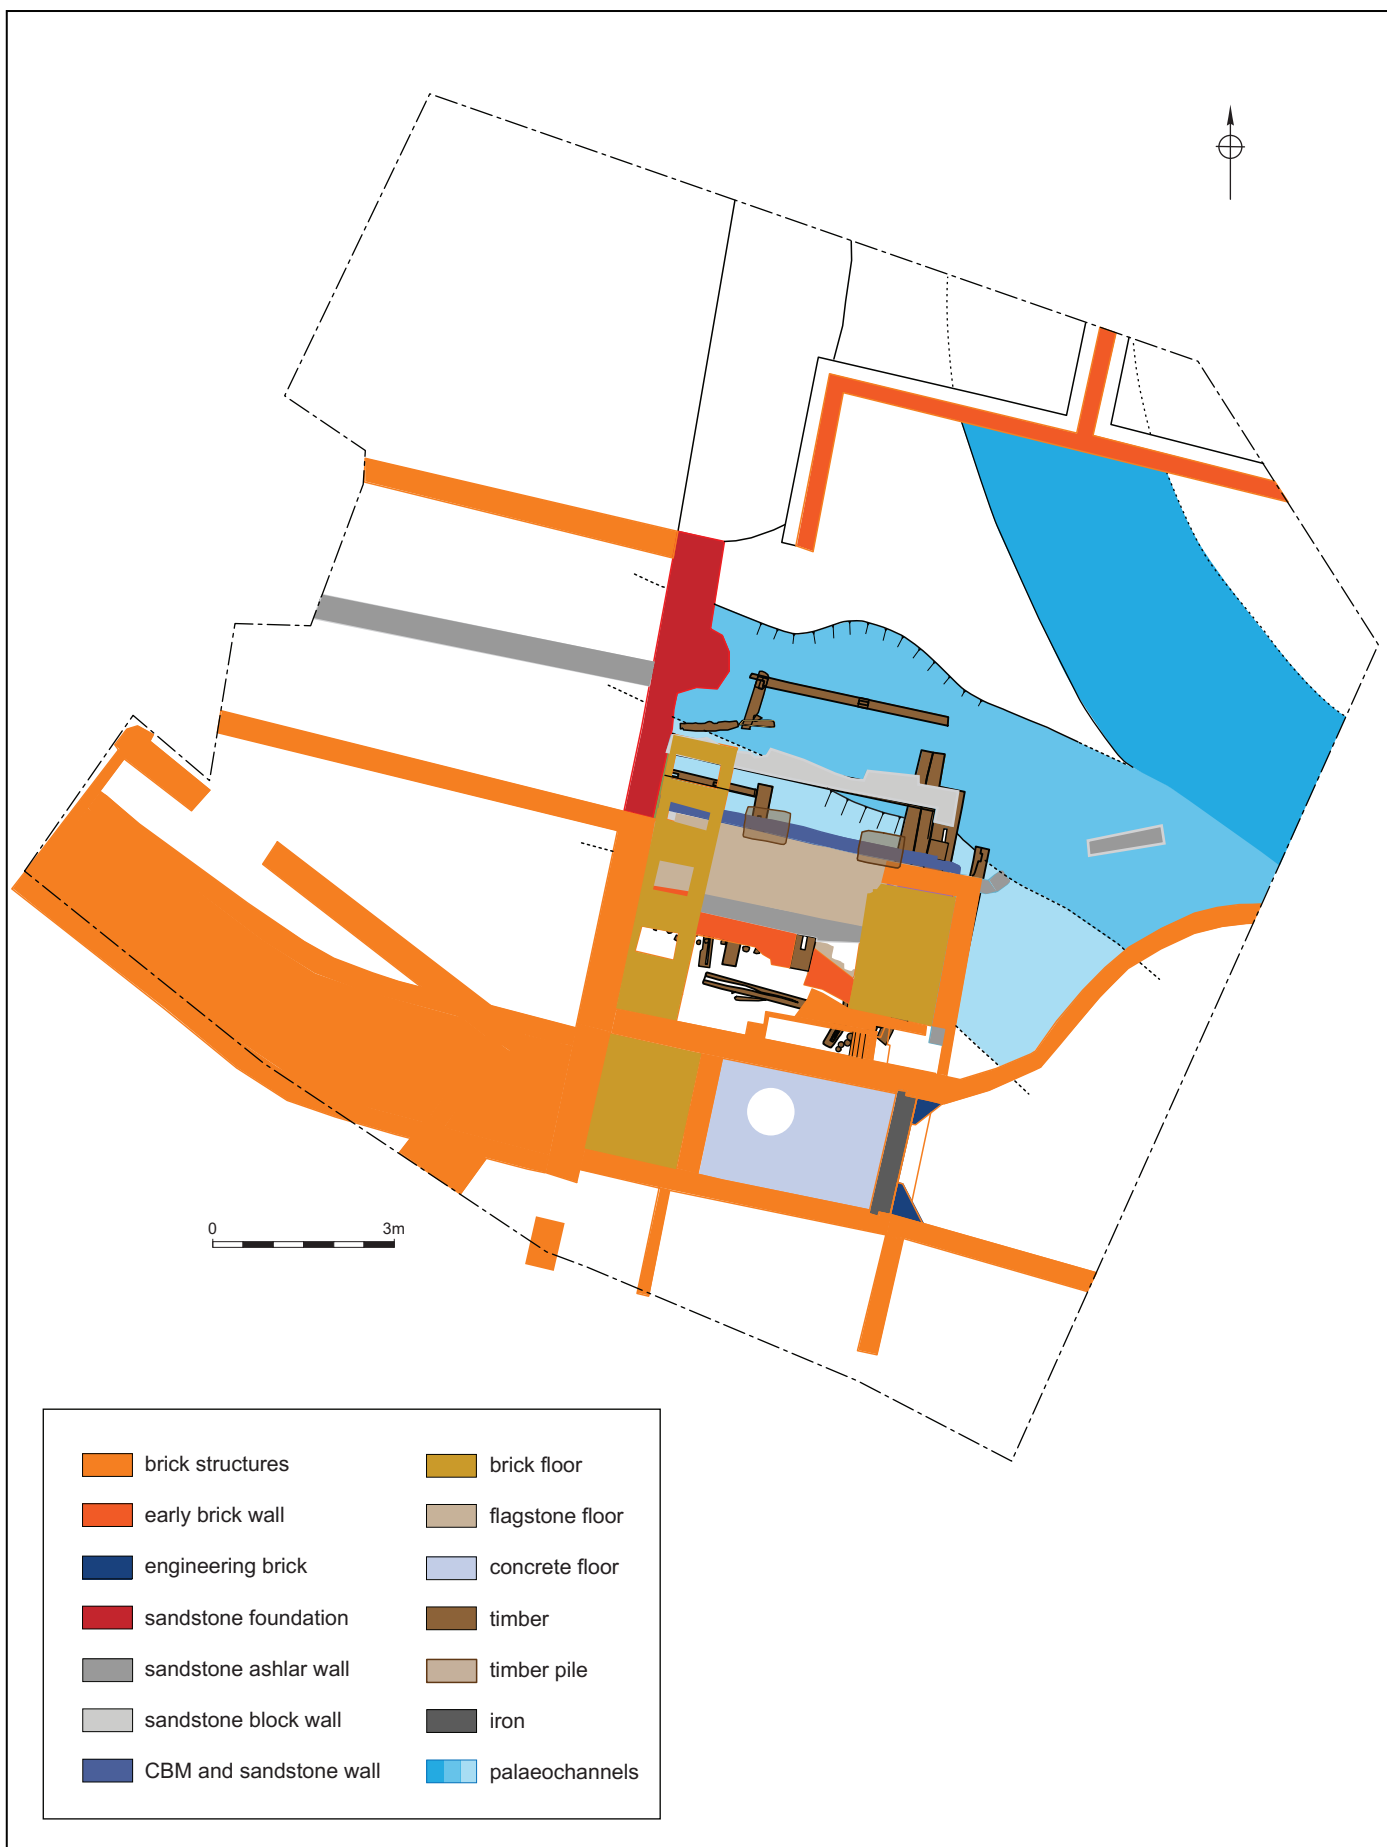 0 3m
brick structures
early brick wall
engineering brick
sandstone foundation
sandstone ashlar wall
sandstone block wall
CBM and sandstone wall
brick floor
flagstone floor
concrete floor
timber
timber pile
iron
palaeochannels